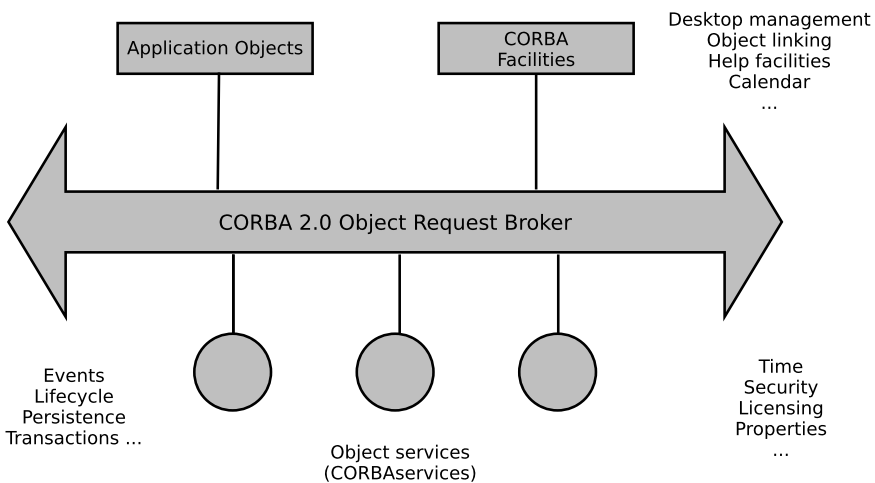 Application Objects
CORBA
Facilities
Desktop management
Object linking
Help facilities
Calendar
...
CORBA 2.0 Object Request Broker
Events
Lifecycle
Persistence
Transactions ...
Object services
(CORBAservices)
Time
Security
Licensing
Properties
...